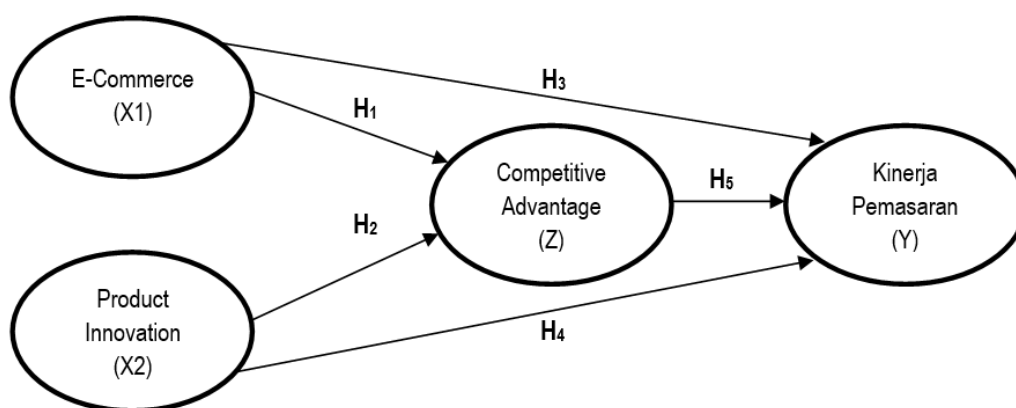 E-Commerce
(X1)
H₃
H₁
Competitive
Advantage
(Z)
H₅
Kinerja
Pemasaran
(Y)
H₂
Product
Innovation
(X2)
H₄